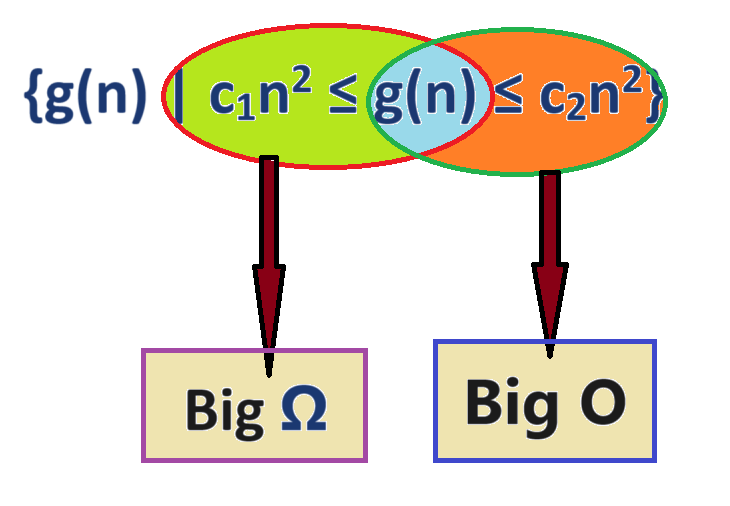 {g(n) | c₁n² ≤ g(n) ≤ c₂n²}
Big Ω
Big O